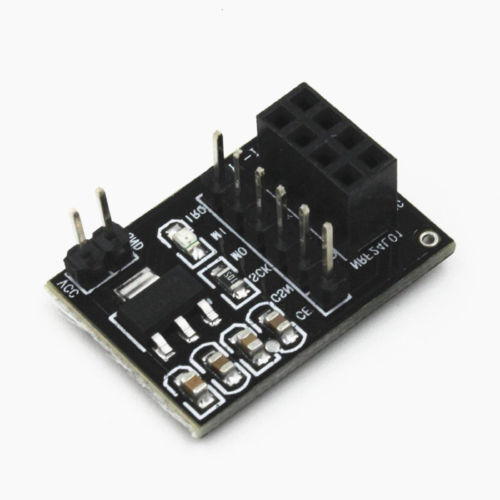 GND
VCC
IRQ
MI
MO
SCK
CSN
CE
NRF24L01